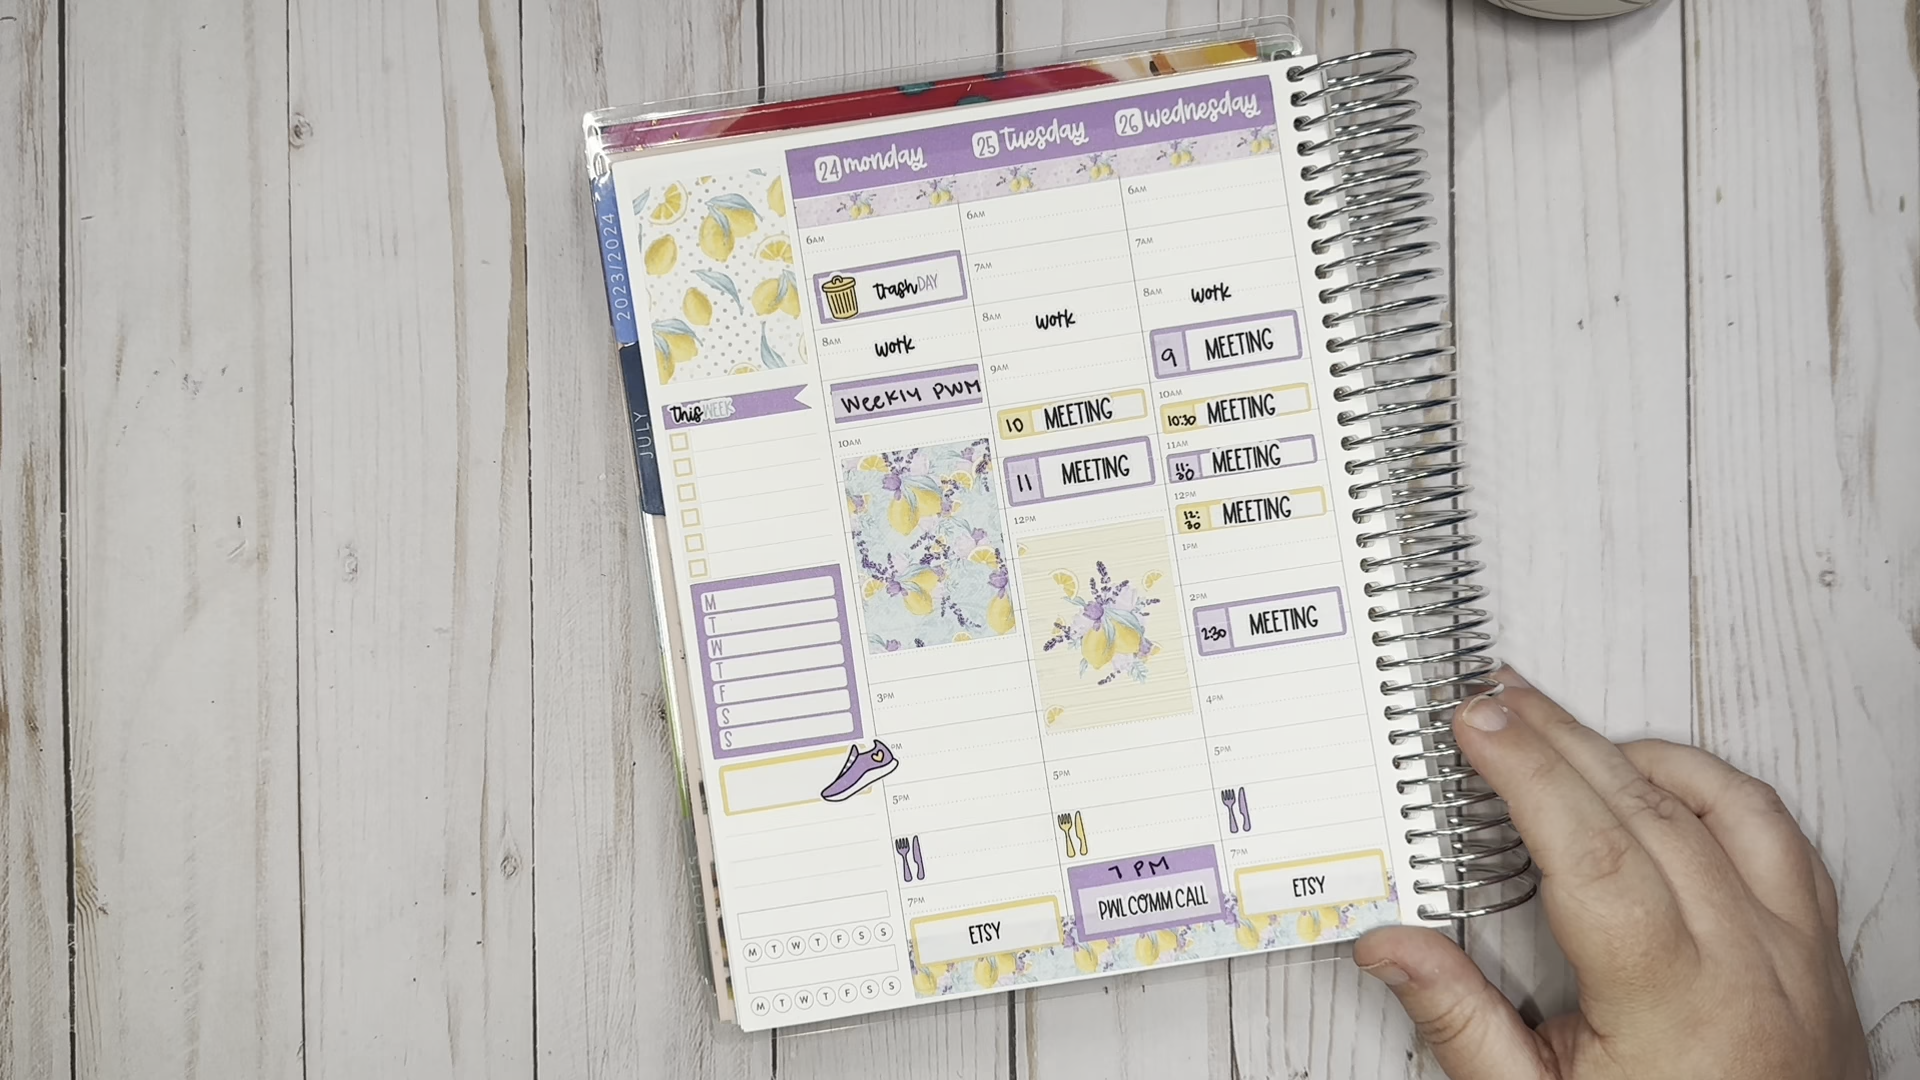 24 monday
25 tuesday
26 wednesday
2023/2024
JULY
this WEEK
M
T
W
T
F
S
S
M T W T F S S
M T W T F S S
6AM
trash DAY
8AM
work
WEEKLY PWM
10AM
3PM
PM
5PM
7PM
ETSY
6AM
7AM
8AM
work
9AM
10 MEETING
11 MEETING
12PM
5PM
7 PM
PWL COMM CALL
6AM
7AM
8AM
work
9 MEETING
10AM
10:30 MEETING
11AM
11:30 MEETING
12PM
12:30 MEETING
1PM
2PM
2:30 MEETING
4PM
5PM
7PM
ETSY